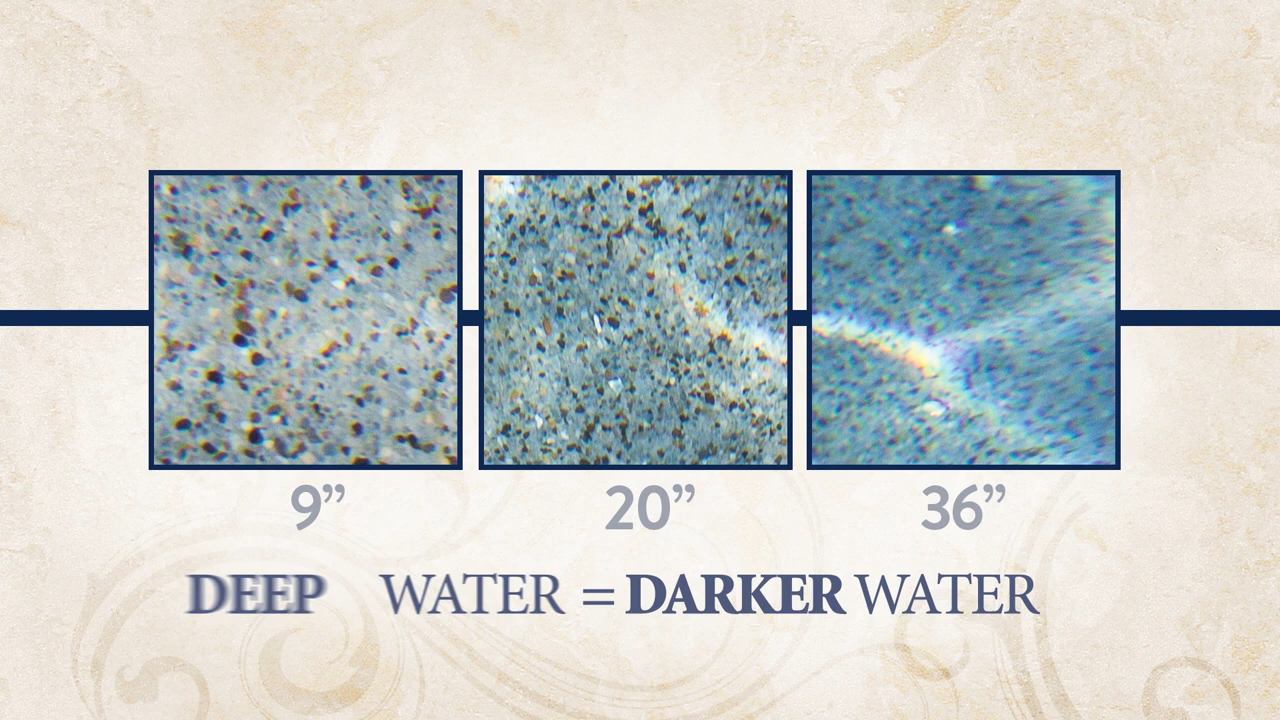 9” 20” 36”
DEEP WATER = DARKER WATER